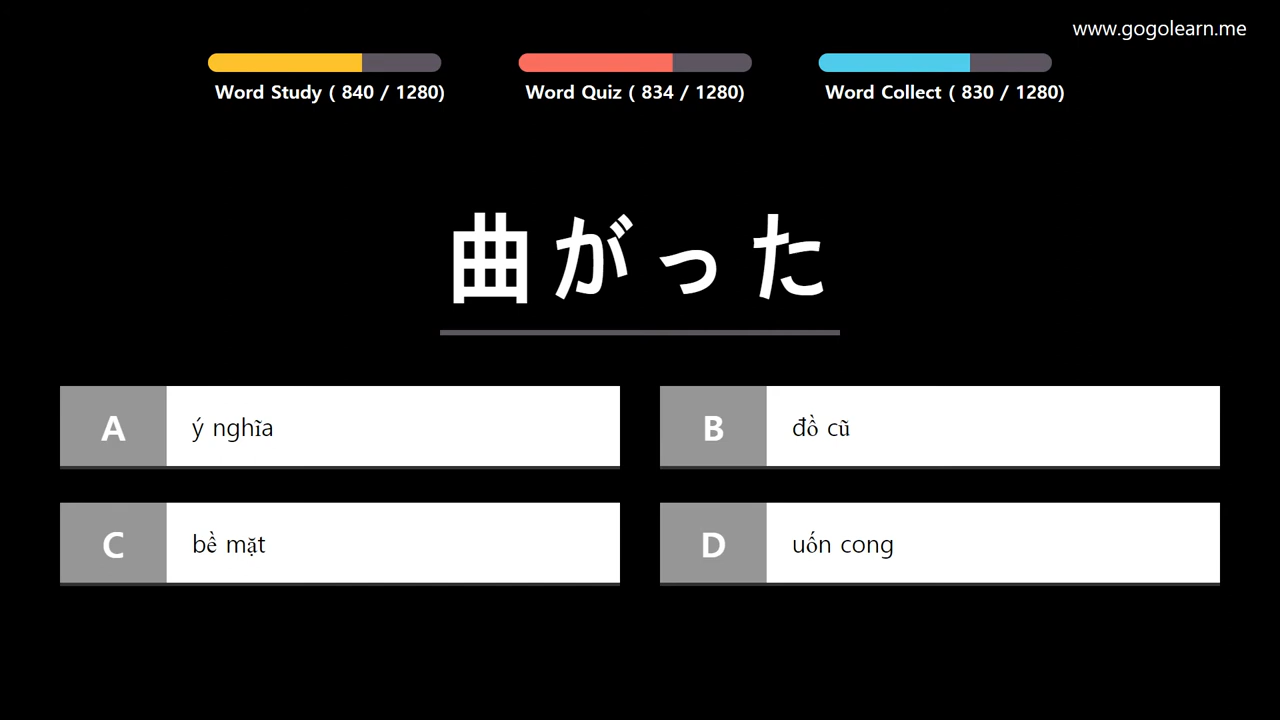 www.gogolearn.me
Word Study ( 840 / 1280)
Word Quiz ( 834 / 1280)
Word Collect ( 830 / 1280)
曲がった
A ý nghĩa
B đồ cũ
C bề mặt
D uốn cong